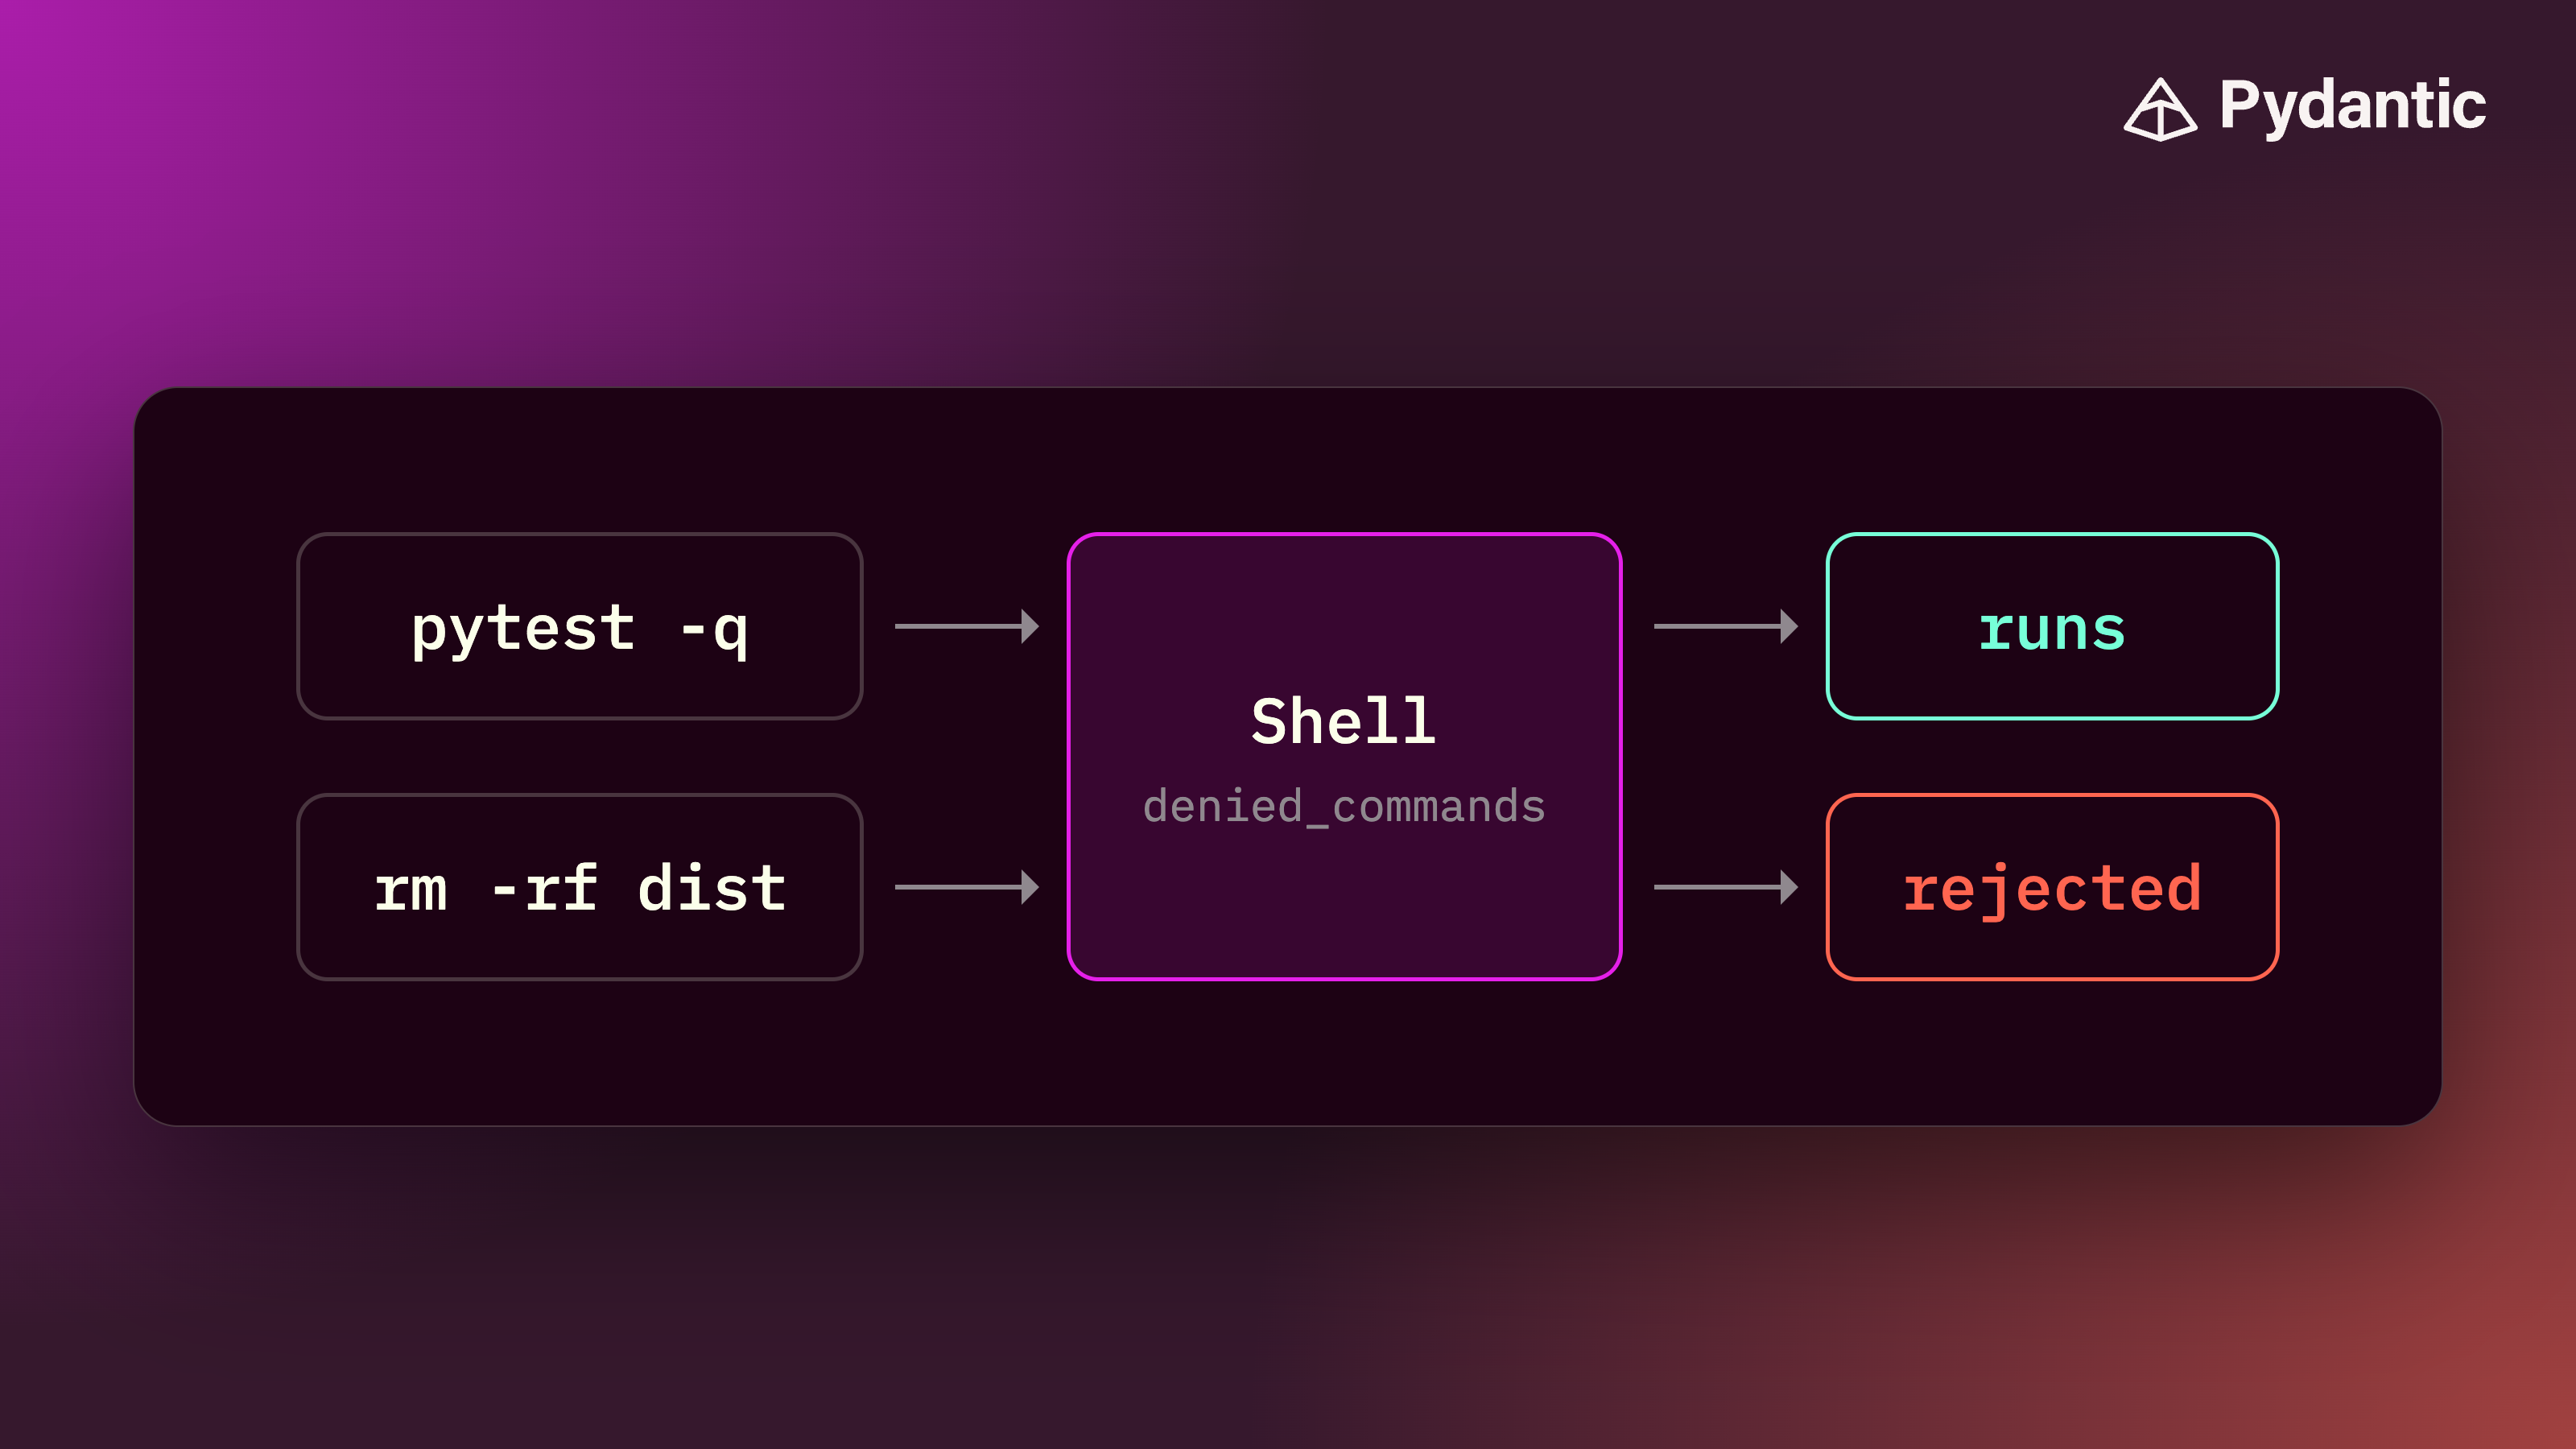 Pydantic
pytest -q
Shell
denied_commands
runs
rm -rf dist
rejected